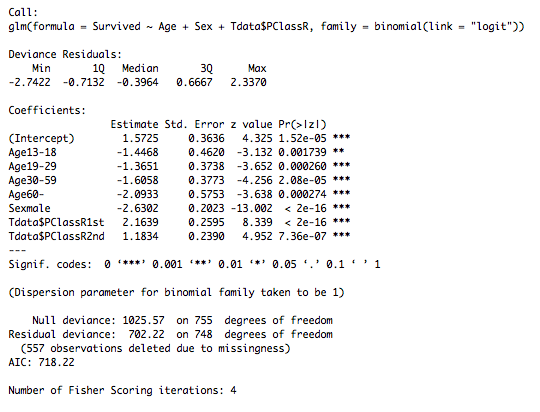 Call:
glm(formula = Survived ~ Age + Sex + Tdata$PClassR, family = binomial(link = "logit"))
Deviance Residuals:
Min 1Q Median 3Q Max
-2.7422 -0.7132 -0.3964 0.6667 2.3370
Coefficients:
Estimate Std. Error z value Pr(>|z|)
(Intercept) 1.5725 0.3636 4.325 1.52e-05 ***
Age13-18 -1.4468 0.4620 -3.132 0.001739 **
Age19-29 -1.3651 0.3738 -3.652 0.000260 ***
Age30-59 -1.6058 0.3773 -4.256 2.08e-05 ***
Age60- -2.0933 0.5753 -3.638 0.000274 ***
Sexmale -2.6302 0.2023 -13.002 < 2e-16 ***
Tdata$PClassR1st 2.1639 0.2595 8.339 < 2e-16 ***
Tdata$PClassR2nd 1.1834 0.2390 4.952 7.36e-07 ***
---
Signif. codes: 0 ‘***’ 0.001 ‘**’ 0.01 ‘*’ 0.05 ‘.’ 0.1 ‘ ’ 1
(Dispersion parameter for binomial family taken to be 1)
Null deviance: 1025.57 on 755 degrees of freedom
Residual deviance: 702.22 on 748 degrees of freedom
(557 observations deleted due to missingness)
AIC: 718.22
Number of Fisher Scoring iterations: 4